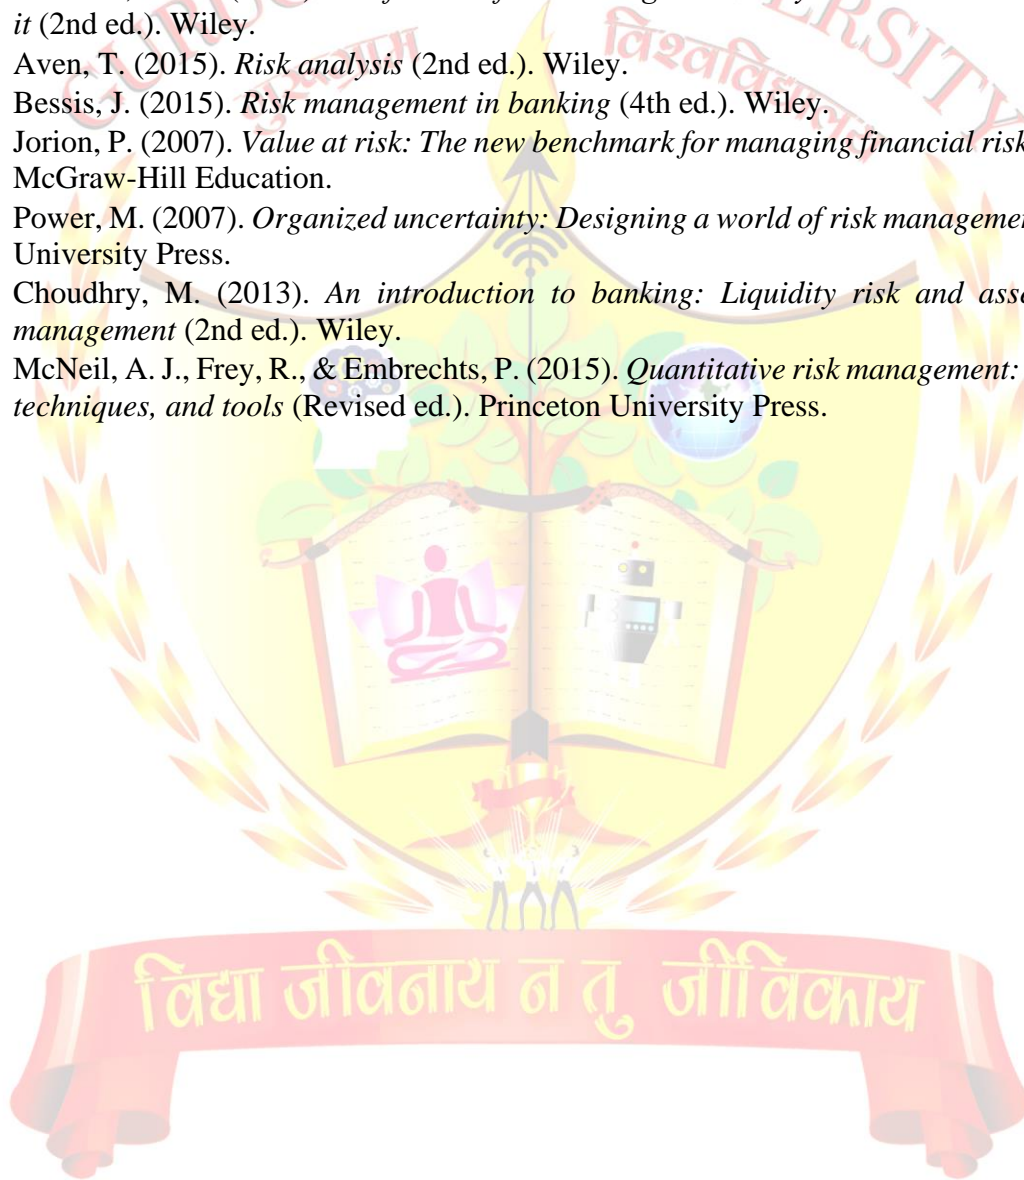 it (2nd ed.). Wiley.
Aven, T. (2015). Risk analysis (2nd ed.). Wiley.
Bessis, J. (2015). Risk management in banking (4th ed.). Wiley.
Jorion, P. (2007). Value at risk: The new benchmark for managing financial risk
McGraw-Hill Education.
Power, M. (2007). Organized uncertainty: Designing a world of risk
University Press.
Choudhry, M. (2013). An introduction to banking: Liquidity risk and
management (2nd ed.). Wiley.
McNeil, A. J., Frey, R., & Embrechts, P. (2015). Quantitative risk management:
techniques, and tools (Revised ed.). Princeton University Press.
विद्या जीवनाय न तु जीविकाय